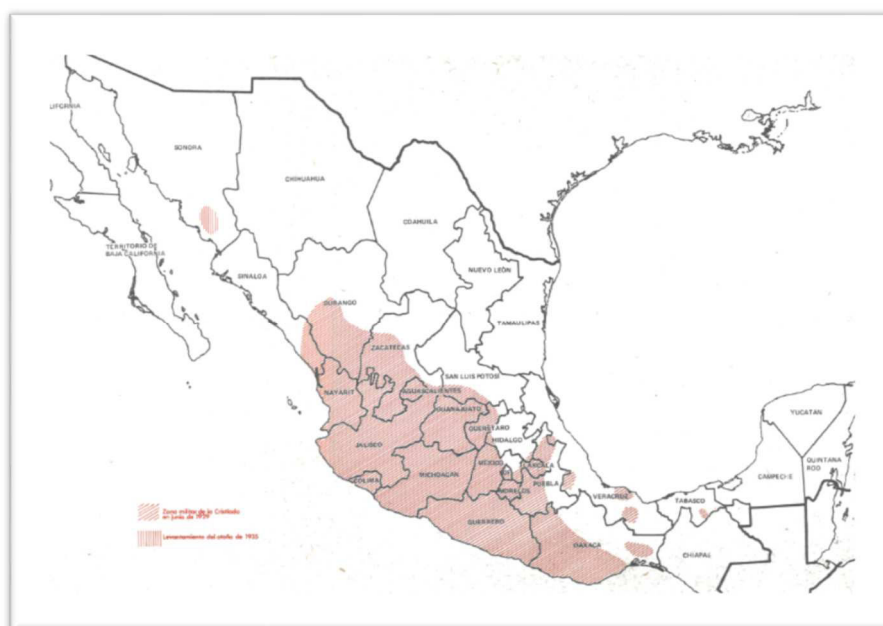 LIFORNIA
SONORA
CHIHUAHUA
COAHUILA
TERRITORIO DE
BAJA CALIFORNIA
SINALOA
NUEVO LEÓN
DURANGO
TAMAULIPAS
ZACATECAS
SAN LUIS POTOSI
NAYARIT
AGUASCALIENTES
GUANAJUATO
QUERETARO
HIDALGO
YUCATAN
JALISCO
MEXICO
TLAXCALA
QUINTANA
ROO
CAMPECHE
MICHOACAN
COLIMA
MORELOS
PUEBLA
VERACRUZ
TABASCO
GUERRERO
OAXACA
CHIAPAS
Zona militar de la Cristiada
en junio de 1929
Levantamiento del otoño de 1935